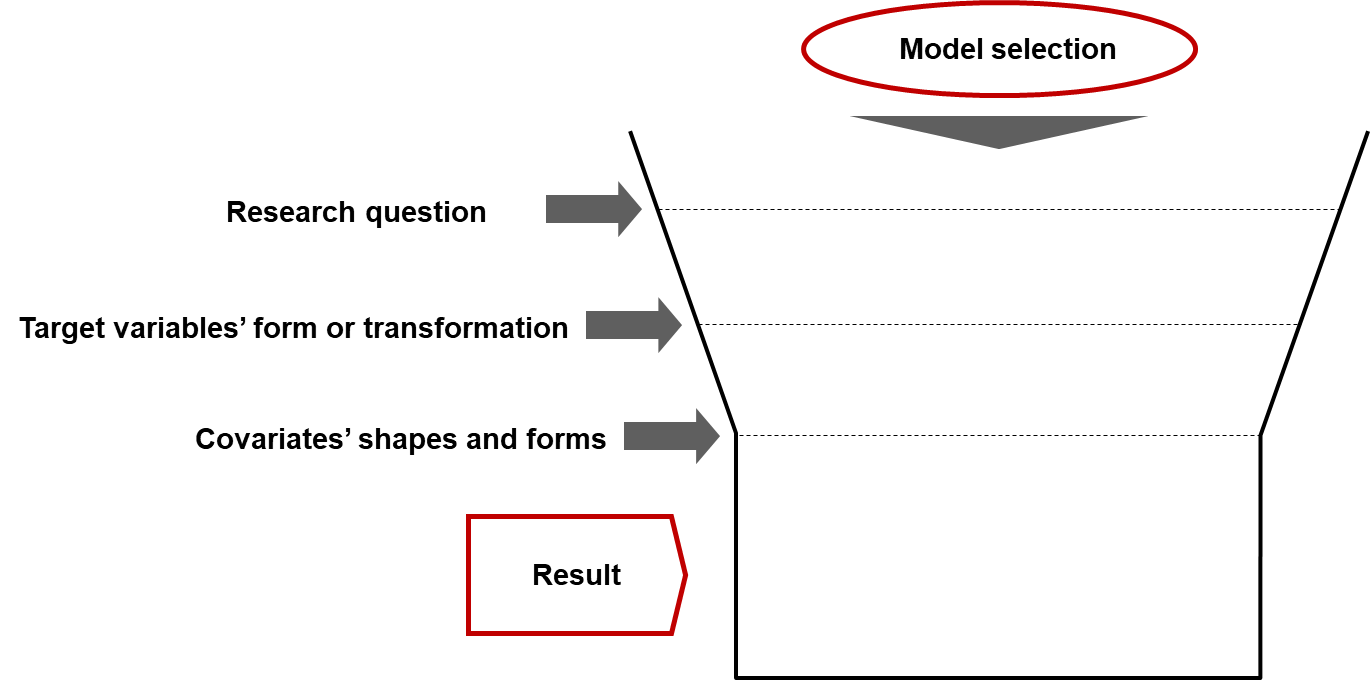 Model selection
Research question
Target variables’ form or transformation
Covariates’ shapes and forms
Result